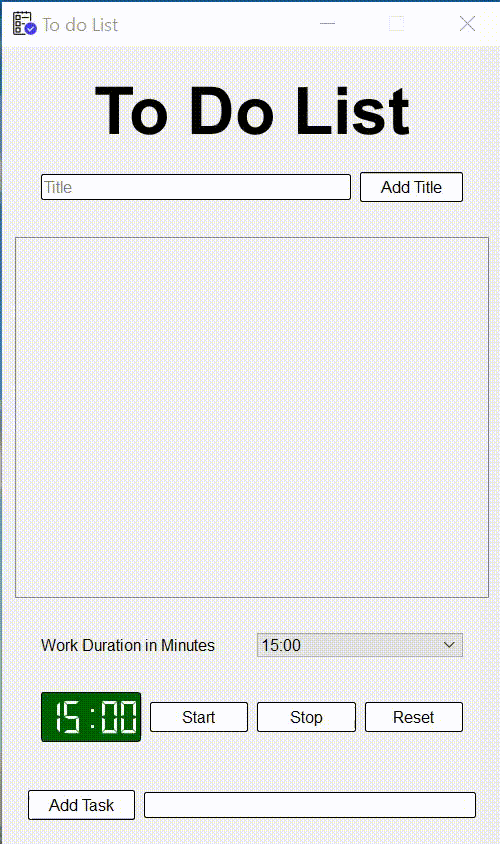 To do List
To Do List
Title Add Title
Work Duration in Minutes 15:00
15:00 Start Stop Reset
Add Task